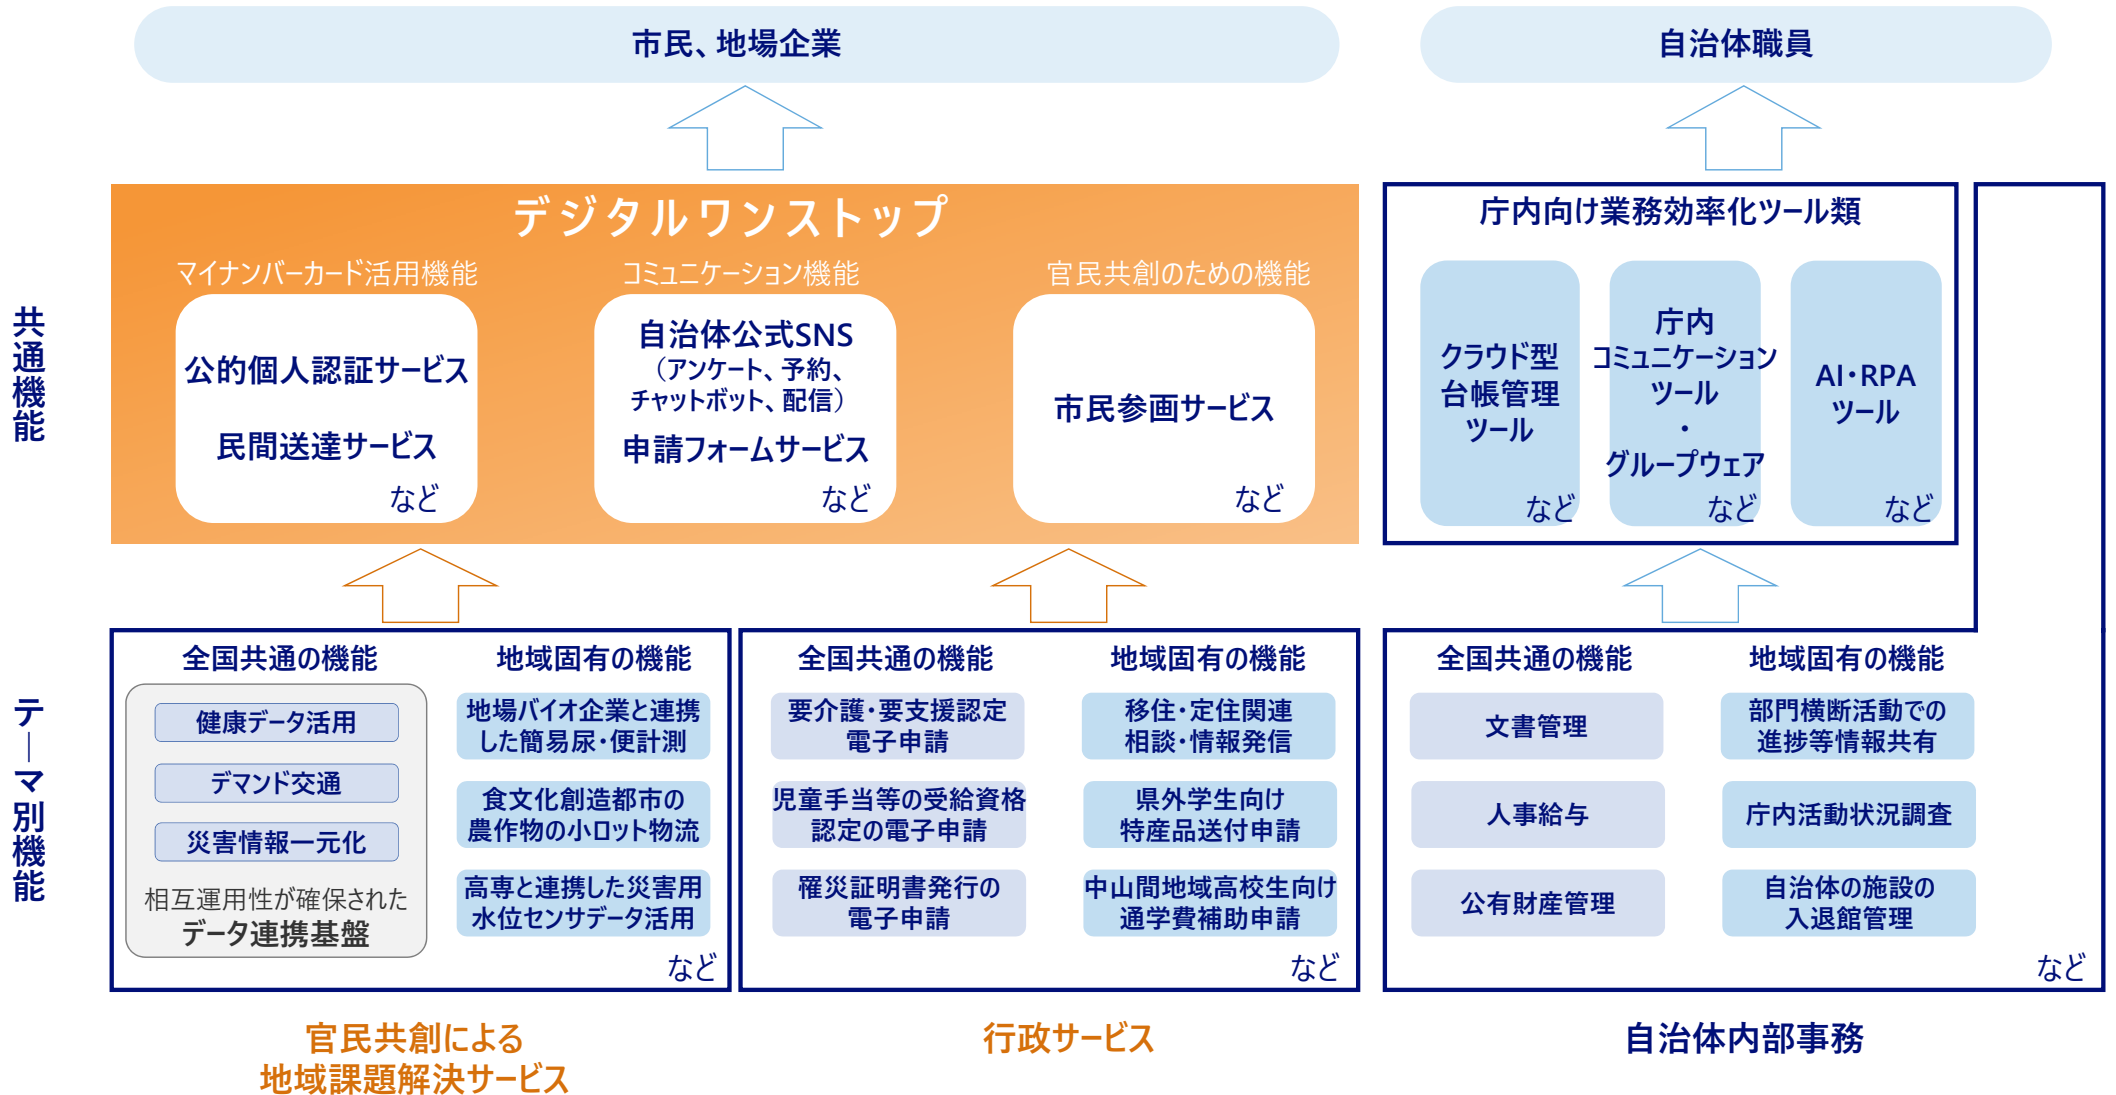 市民、地場企業
自治体職員
共通機能
デジタルワンストップ
マイナンバーカード活用機能
公的個人認証サービス
民間送達サービス
など
コミュニケーション機能
自治体公式SNS
（アンケート、予約、
チャットボット、配信）
申請フォームサービス
など
官民共創のための機能
市民参画サービス
など
庁内向け業務効率化ツール類
クラウド型
台帳管理
ツール
など
庁内
コミュニケーション
ツール
・
グループウェア
など
AI・RPA
ツール
など
テーマ別機能
全国共通の機能
健康データ活用
デマンド交通
災害情報一元化
相互運用性が確保された
データ連携基盤
地域固有の機能
地場バイオ企業と連携
した簡易尿・便計測
食文化創造都市の
農作物の小ロット物流
高専と連携した災害用
水位センサデータ活用
など
全国共通の機能
要介護・要支援認定
電子申請
児童手当等の受給資格
認定の電子申請
罹災証明書発行の
電子申請
地域固有の機能
移住・定住関連
相談・情報発信
県外学生向け
特産品送付申請
中山間地域高校生向け
通学費補助申請
など
全国共通の機能
文書管理
人事給与
公有財産管理
地域固有の機能
部門横断活動での
進捗等情報共有
庁内活動状況調査
自治体の施設の
入退館管理
など
官民共創による
地域課題解決サービス
行政サービス
自治体内部事務